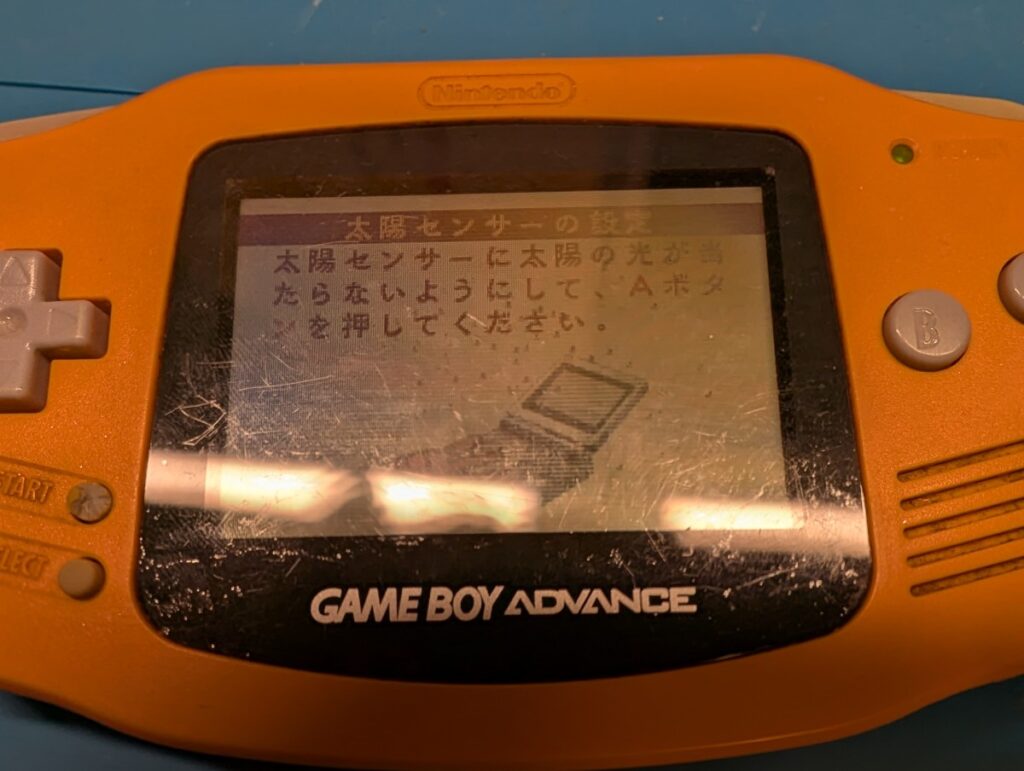 Nintendo
太陽センサーの設定
太陽センサーに太陽の光が当
たらないようにして、Aボタ
ンを押してください。
B
START
SELECT
GAME BOY ADVANCE